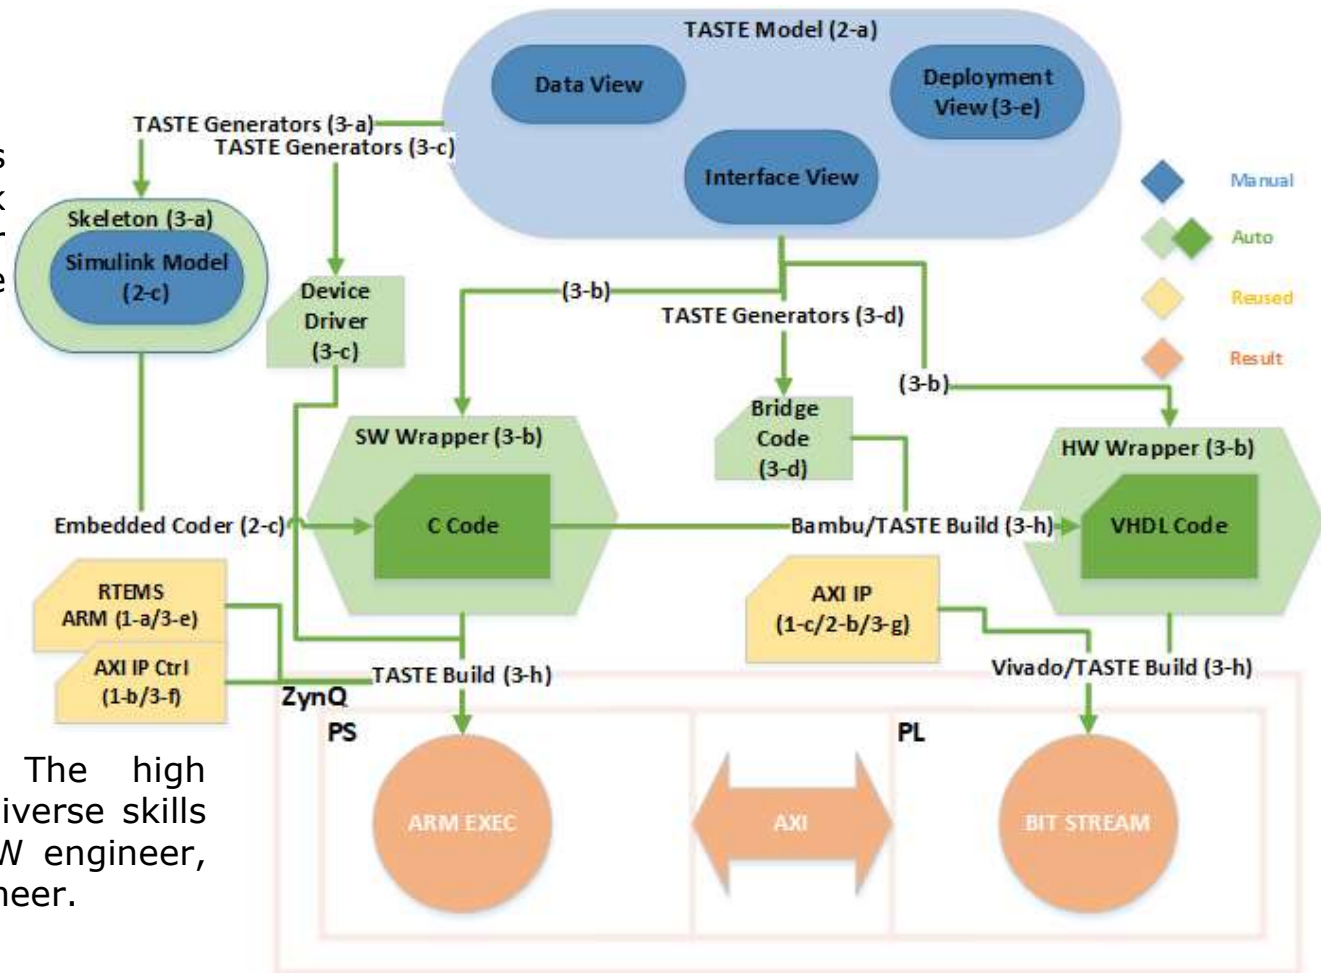 TASTE Model (2-a)
Data View
Deployment
View (3-e)
Interface View
TASTE Generators (3-a)
TASTE Generators (3-c)
s
k
r
e
Skeleton (3-a)
Simulink Model
(2-c)
Device
Driver
(3-c)
(3-b)
TASTE Generators (3-d)
(3-b)
Manual
Auto
Reused
Result
Bridge
Code
(3-d)
SW Wrapper (3-b)
HW Wrapper (3-b)
Embedded Coder (2-c)
C Code
Bambu/TASTE Build (3-h)
VHDL Code
RTEMS
ARM (1-a/3-e)
AXI IP Ctrl
(1-b/3-f)
AXI IP
(1-c/2-b/3-g)
TASTE Build (3-h)
Vivado/TASTE Build (3-h)
ZynQ
PS
PL
ARM EXEC
AXI
BIT STREAM
The high
iverse skills
W engineer,
neer.